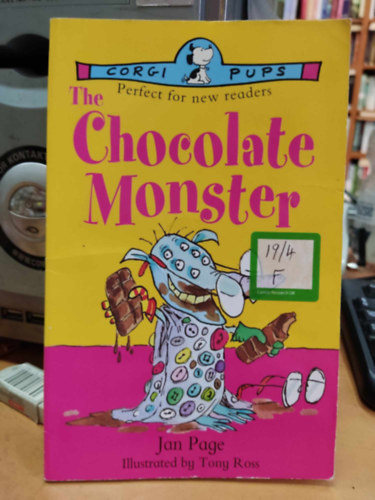 CORGI PUPS
Perfect for new readers
The
Chocolate
Monster
19/4
F
Jan Page
Illustrated by Tony Ross